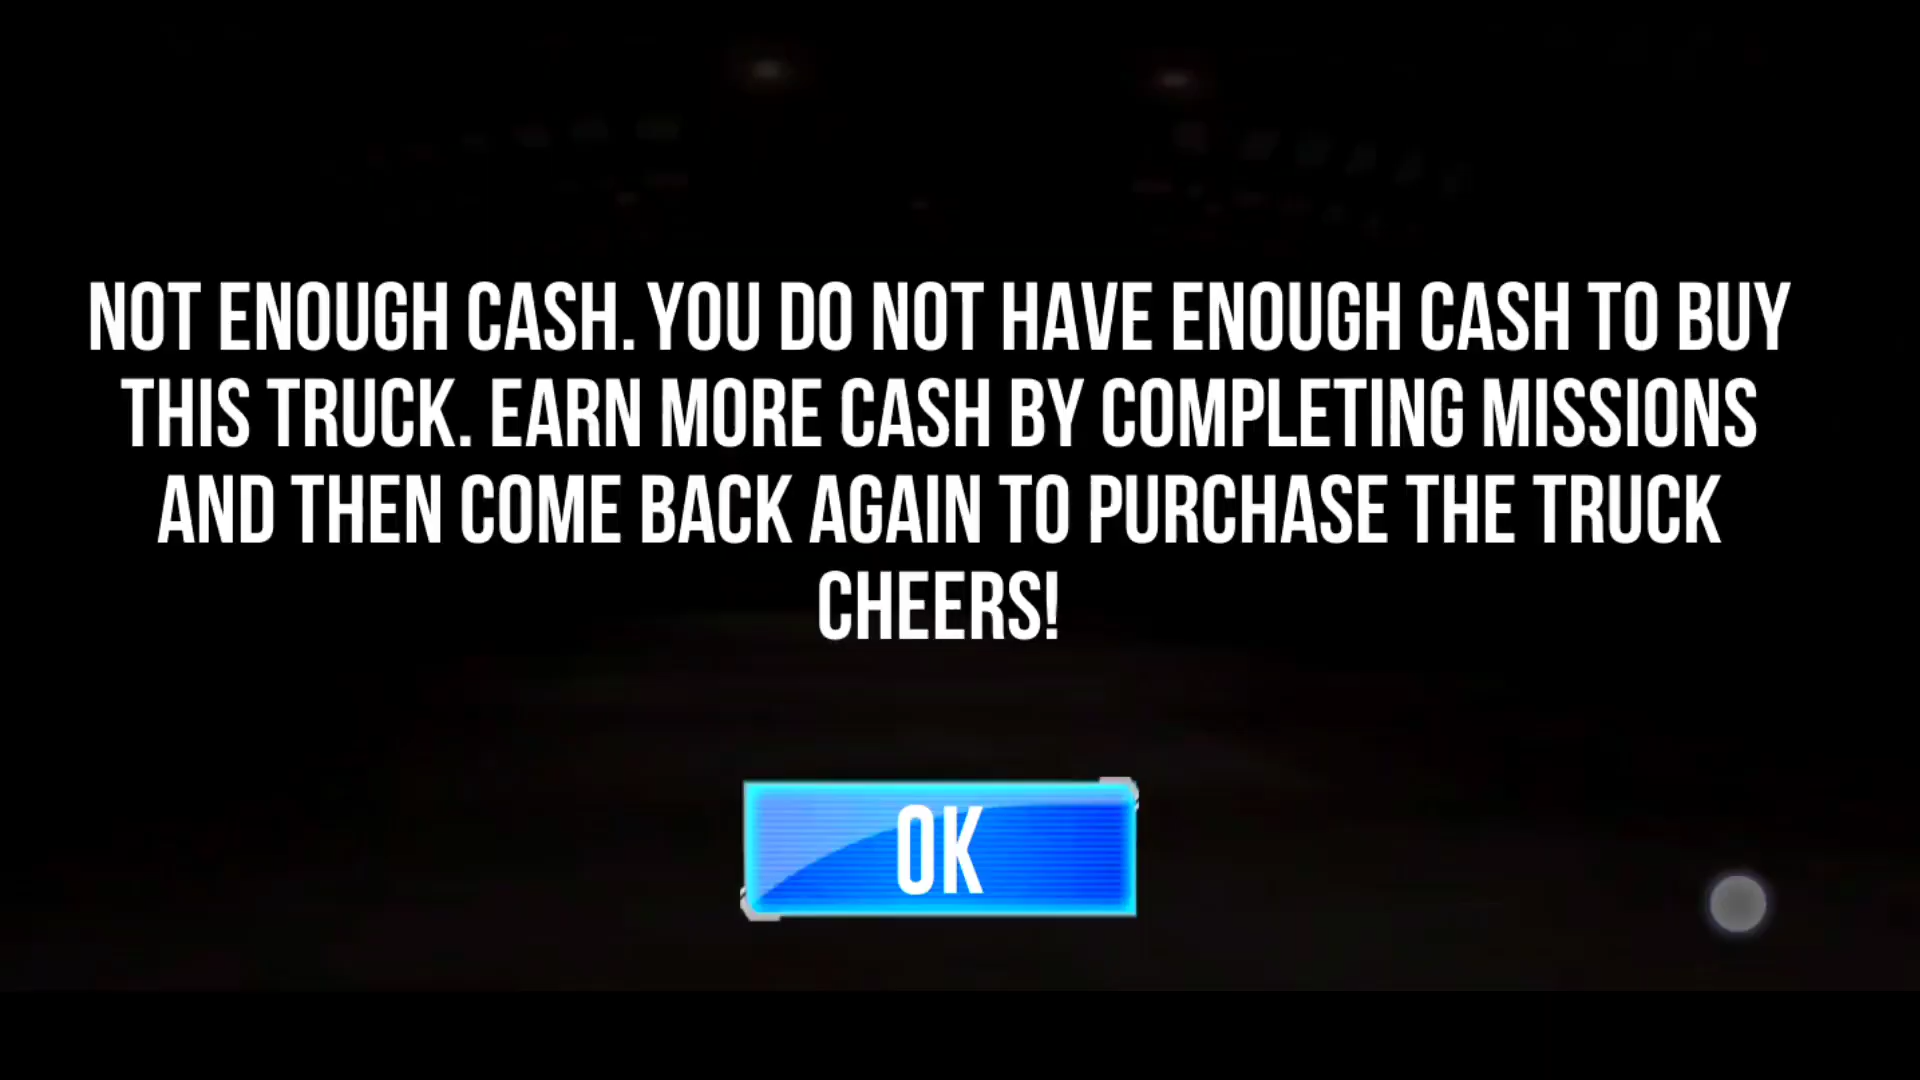 NOT ENOUGH CASH. YOU DO NOT HAVE ENOUGH CASH TO BUY
THIS TRUCK. EARN MORE CASH BY COMPLETING MISSIONS
AND THEN COME BACK AGAIN TO PURCHASE THE TRUCK
CHEERS!
OK